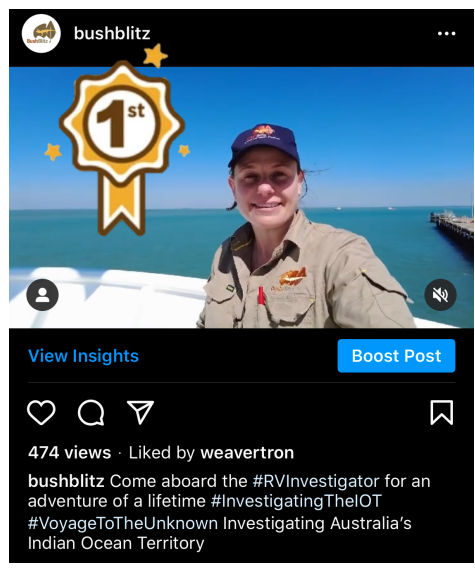 BushBlitz
bushblitz
1st
View Insights
Boost Post
474 views · Liked by weavertron
bushblitz Come aboard the #RVInvestigator for an
adventure of a lifetime #InvestigatingTheIOT
#VoyageToTheUnknown Investigating Australia's
Indian Ocean Territory